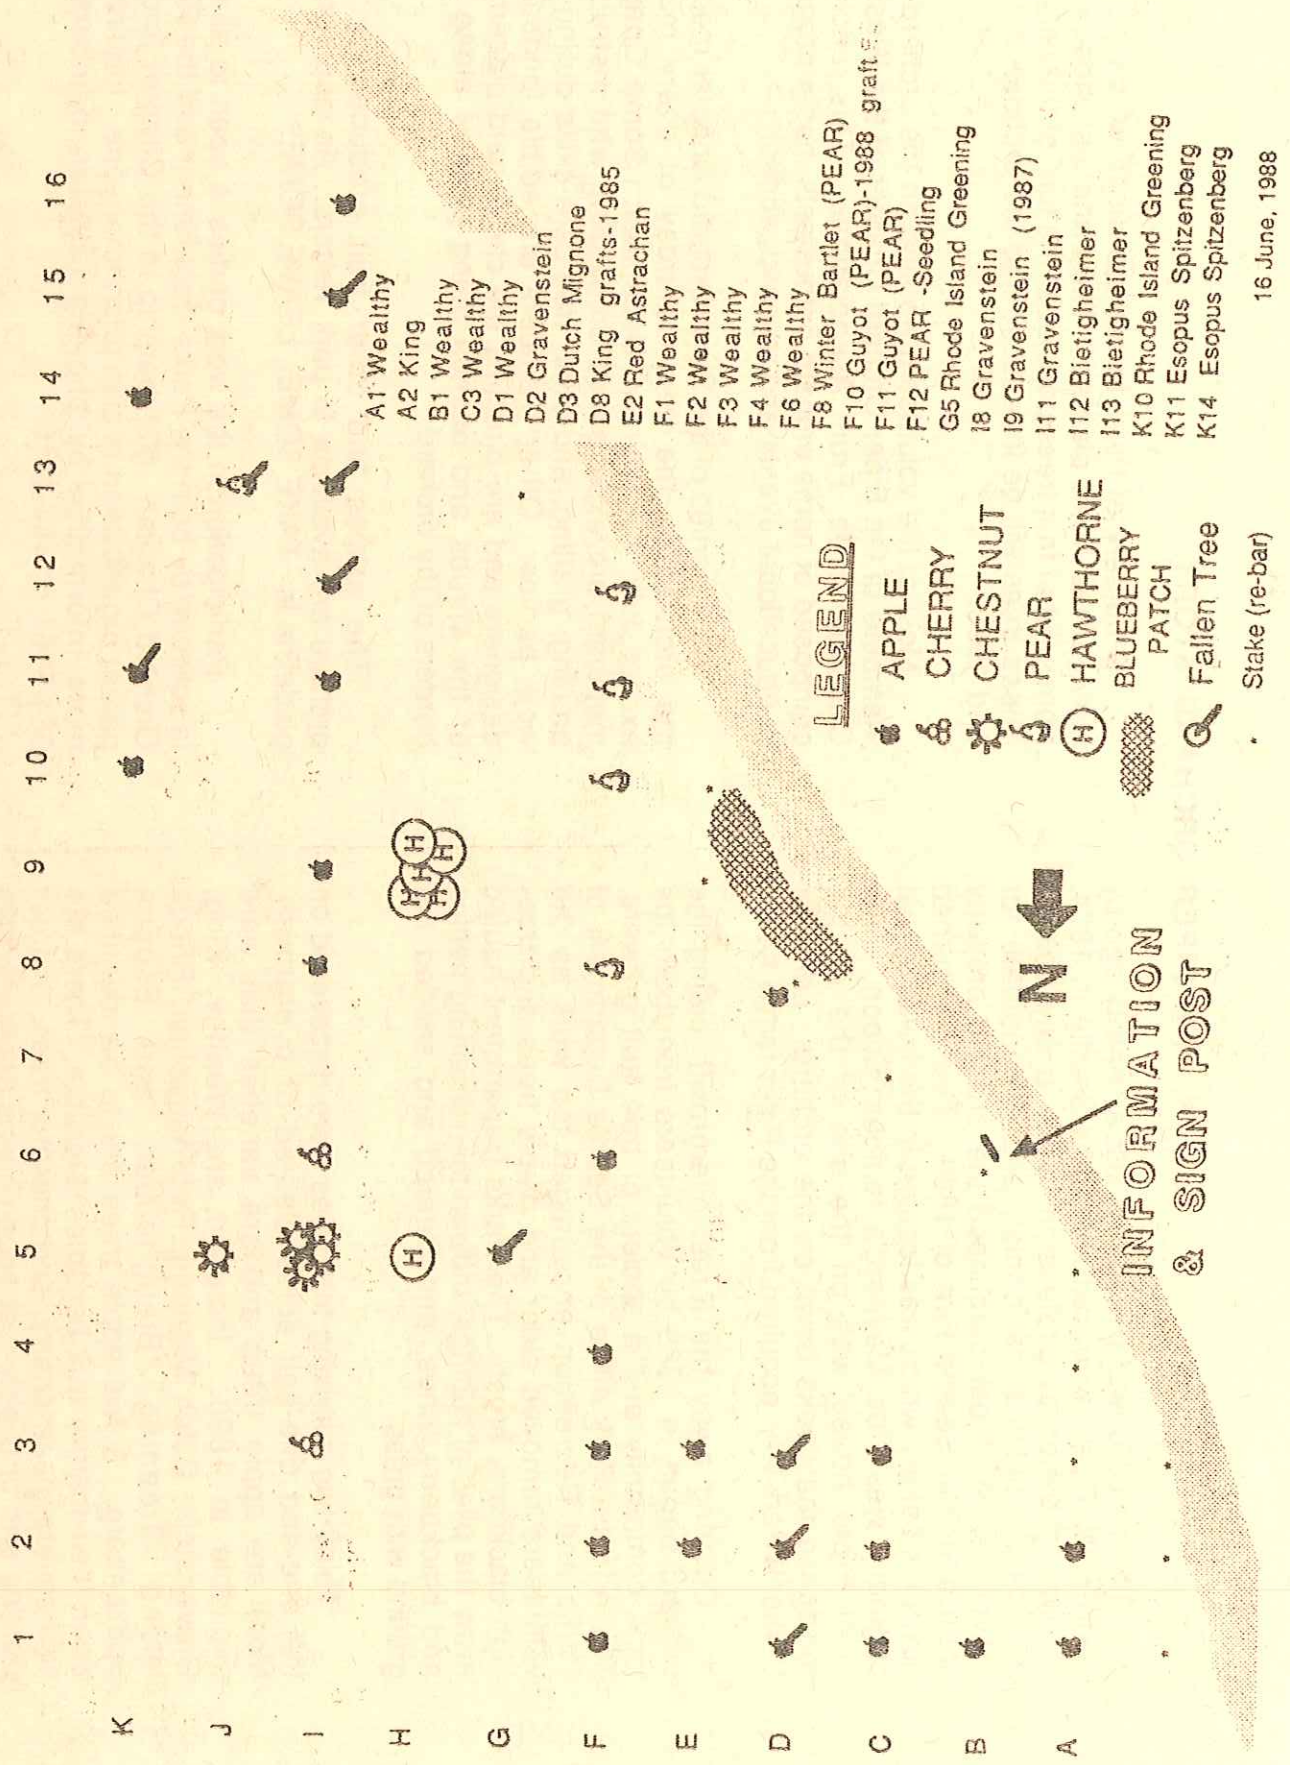 1 2 3 4 5 6 7 8 9 10 11 12 13 14 15 16
K
J
I
H
G
F
E
D
C
B
A
H
H
H
H
H
H
A1 Wealthy
A2 King
B1 Wealthy
C3 Wealthy
D1 Wealthy
D2 Gravenstein
D3 Dutch Mignone
D8 King grafts-1985
E2 Red Astrachan
F1 Wealthy
F2 Wealthy
F3 Wealthy
F4 Wealthy
F6 Wealthy
F8 Winter Bartlet (PEAR)
F10 Guyot (PEAR)-1988 graft
F11 Guyot (PEAR)
F12 PEAR -Seedling
G5 Rhode Island Greening
I8 Gravenstein
I9 Gravenstein (1987)
I11 Gravenstein
I12 Bietigheimer
I13 Bietigheimer
K10 Rhode Island Greening
K11 Esopus Spitzenberg
K14 Esopus Spitzenberg
16 June, 1988
LEGEND
APPLE
CHERRY
CHESTNUT
PEAR
H HAWTHORNE
BLUEBERRY
PATCH
Fallen Tree
Stake (re-bar)
N
INFORMATION
& SIGN POST